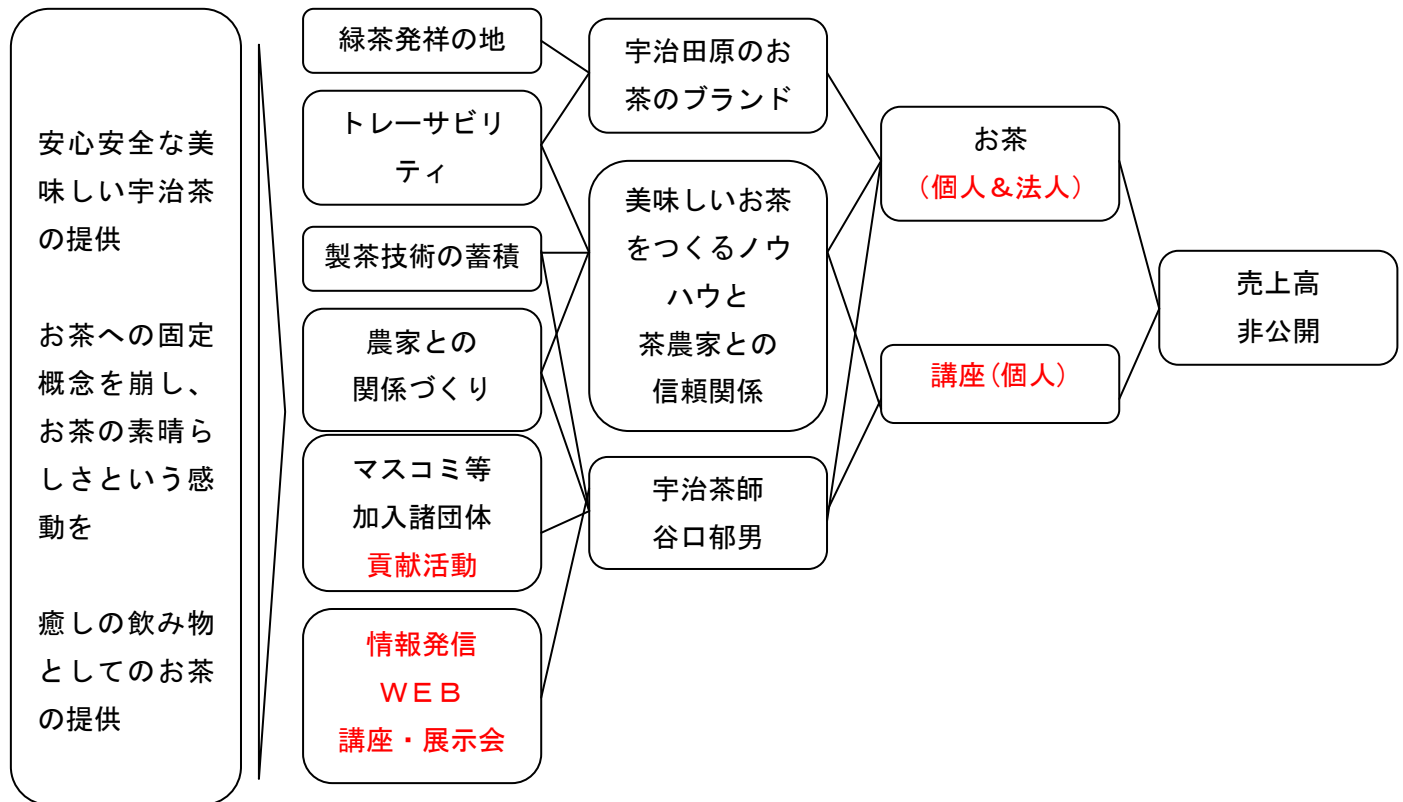 安心安全な美
味しい宇治茶
の提供
お茶への固定
概念を崩し、
お茶の素晴ら
しさという感
動を
癒しの飲み物
としてのお茶
の提供
緑茶発祥の地
トレーサビリ
ティ
製茶技術の蓄積
農家との
関係づくり
マスコミ等
加入諸団体
貢献活動
情報発信
ＷＥＢ
講座・展示会
宇治田原のお
茶のブランド
美味しいお茶
をつくるノウ
ハウと
茶農家との
信頼関係
宇治茶師
谷口郁男
お茶
（個人＆法人）
講座(個人)
売上高
非公開